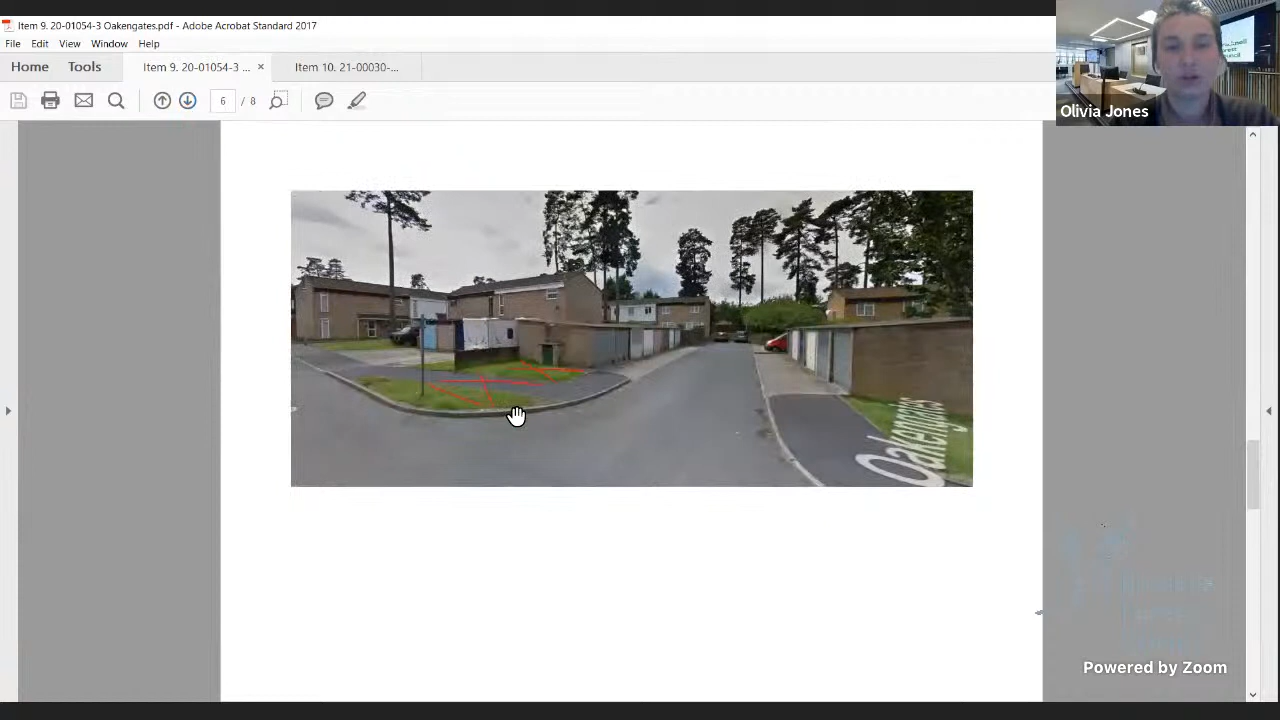 Item 9. 20-01054-3 Oakengates.pdf - Adobe Acrobat Standard 2017
File Edit View Window Help
Home Tools Item 9. 20-01054-3 ... × Item 10. 21-00030-...
6 / 8
Olivia Jones
Oakengates
Powered by Zoom